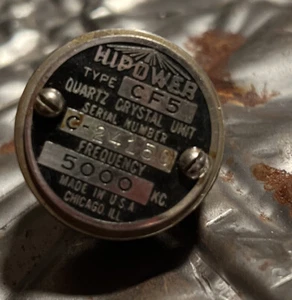 HIPOWER
TYPE CF5
QUARTZ CRYSTAL UNIT
SERIAL NUMBER
FREQUENCY
5000 KC.
MADE IN U.S.A
CHICAGO ILL.